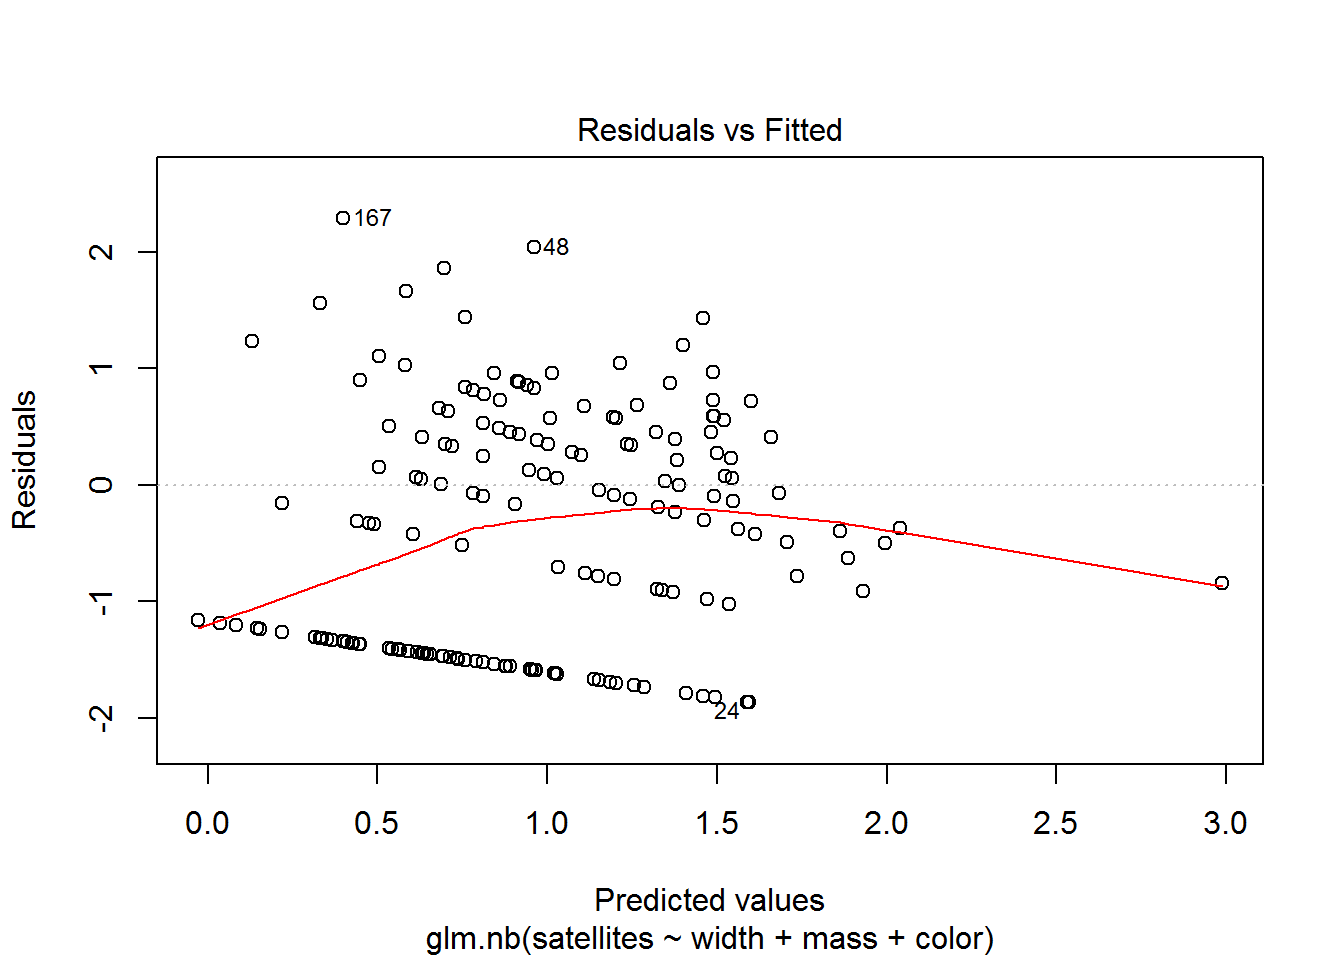 Residuals vs Fitted
Residuals
2
1
0
-1
-2
167
48
24
0.0 0.5 1.0 1.5 2.0 2.5 3.0
Predicted values
glm.nb(satellites ~ width + mass + color)